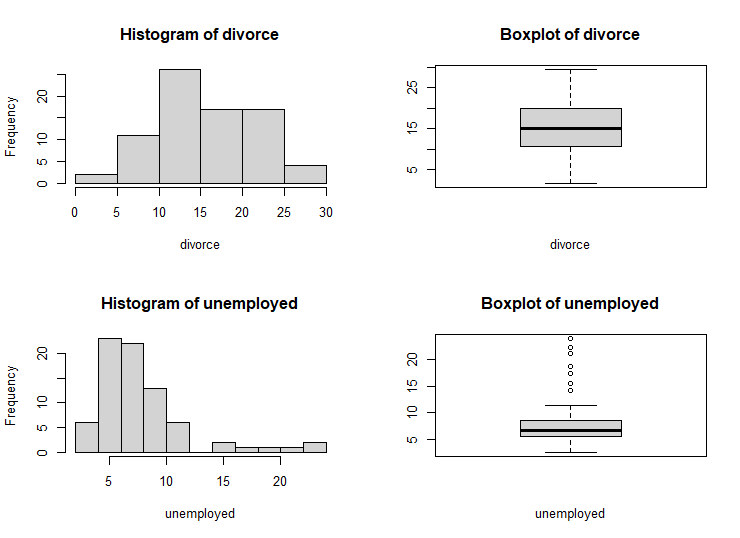 Histogram of divorce
Frequency
0 5 10 20
0 5 10 15 20 25 30
divorce
Boxplot of divorce
5 15 25
divorce
Histogram of unemployed
Frequency
0 5 10 20
5 10 15 20
unemployed
Boxplot of unemployed
5 10 15 20
unemployed